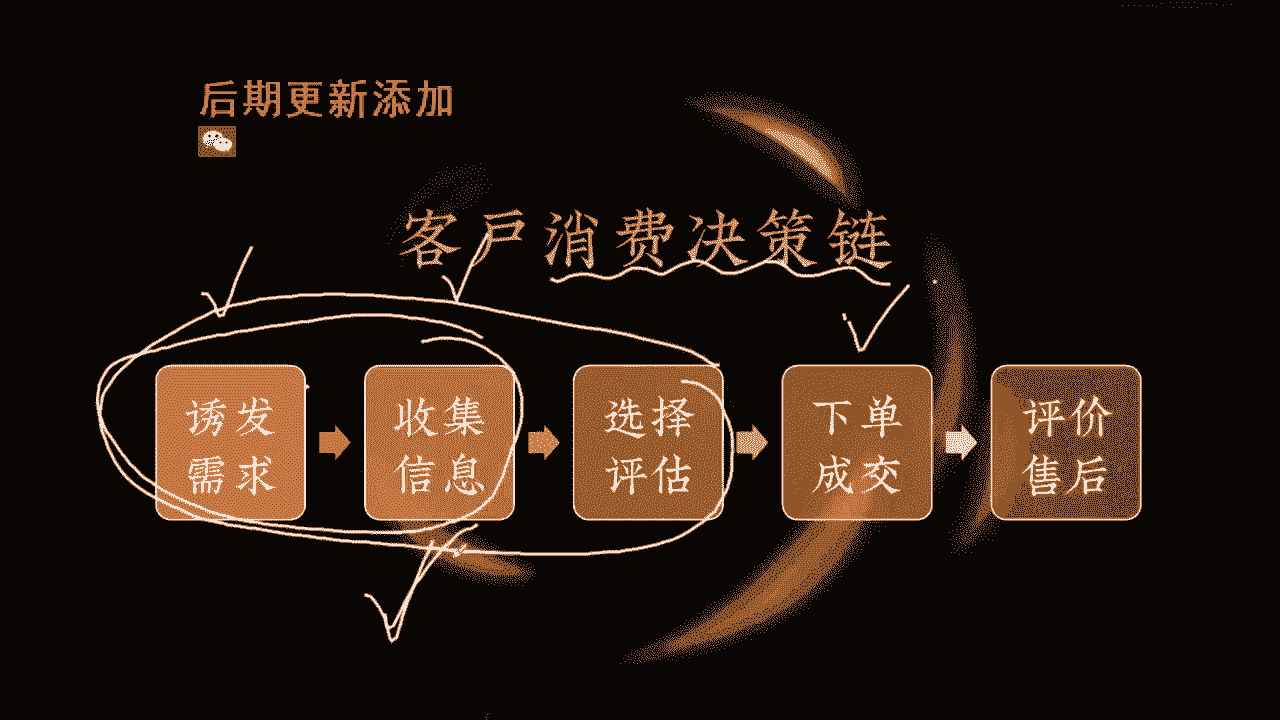 后期更新添加
客户消费决策链
诱发
需求
收集
信息
选择
评估
下单
成交
评价
售后